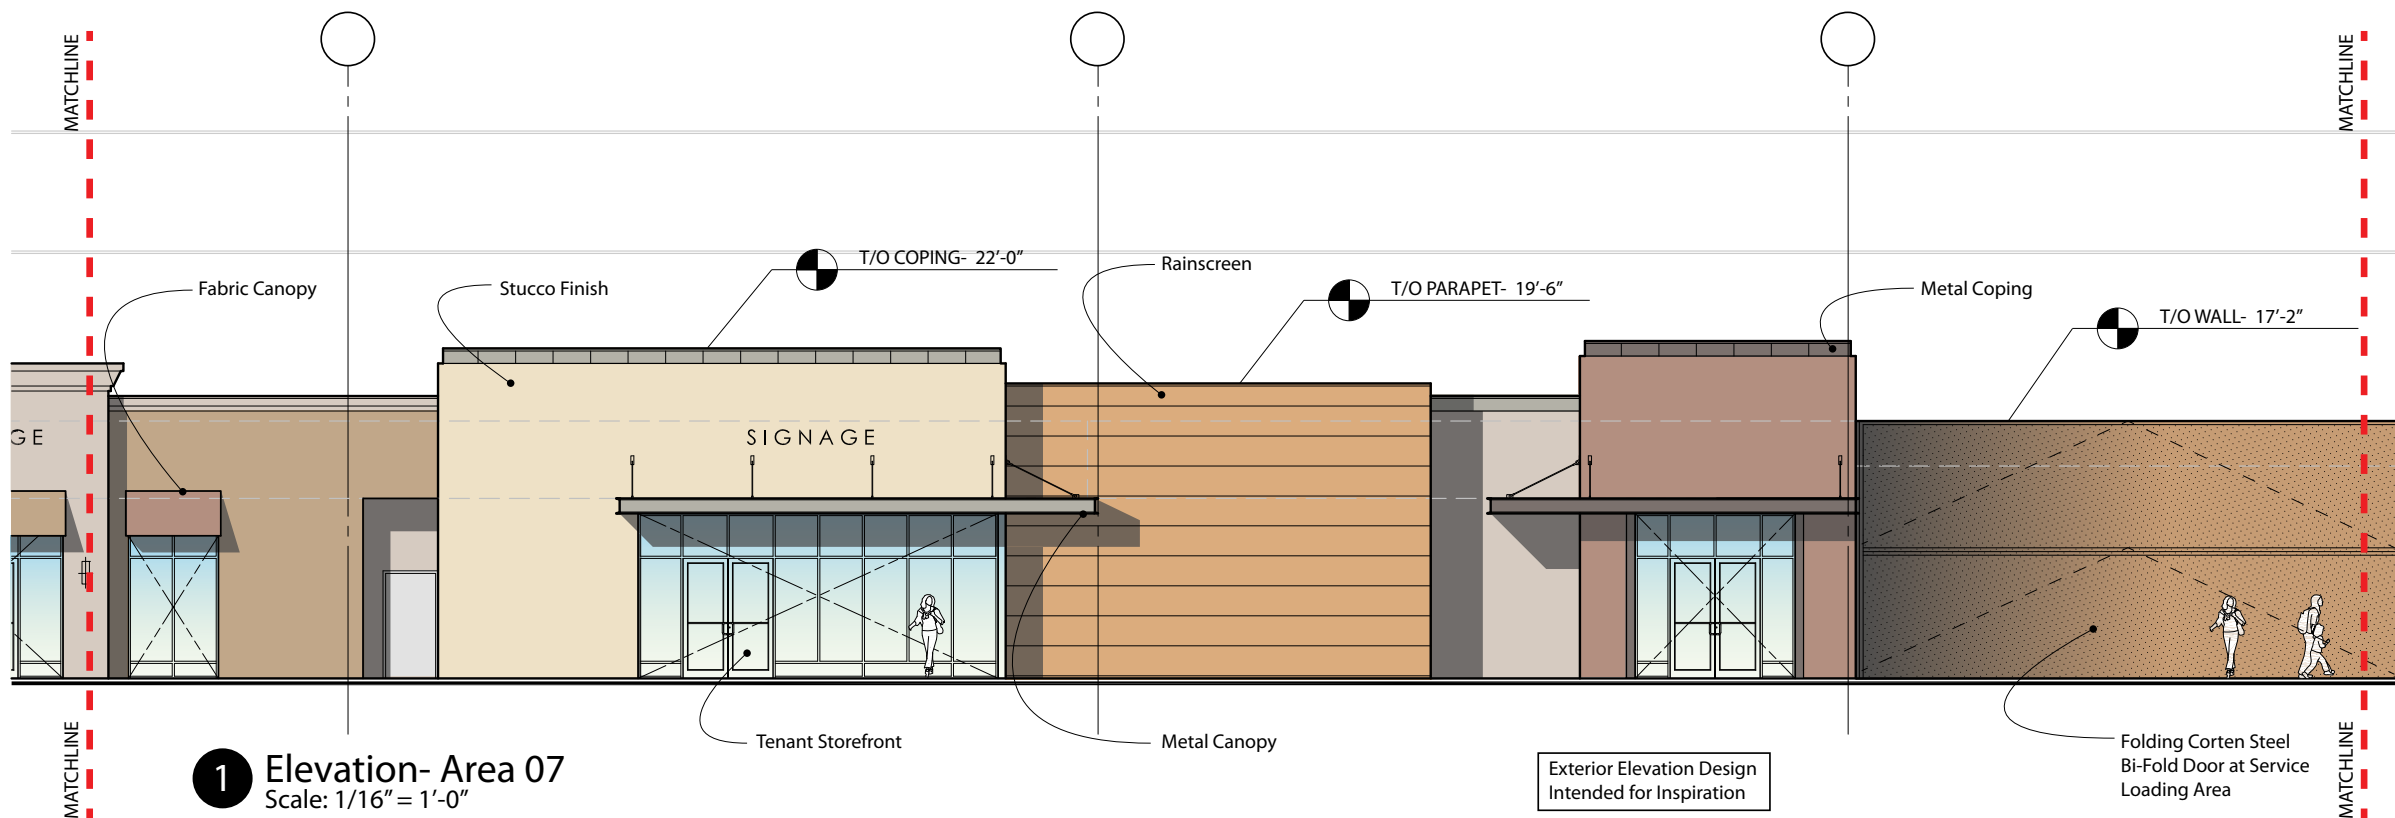 MATCHLINE
MATCHLINE
T/O COPING- 22'-0"
Rainscreen
Fabric Canopy
Stucco Finish
T/O PARAPET- 19'-6"
Metal Coping
T/O WALL- 17'-2"
GE
SIGNAGE
Tenant Storefront
Metal Canopy
MATCHLINE
1
Elevation- Area 07
Scale: 1/16" = 1'-0"
Exterior Elevation Design
Intended for Inspiration
Folding Corten Steel
Bi-Fold Door at Service
Loading Area
MATCHLINE